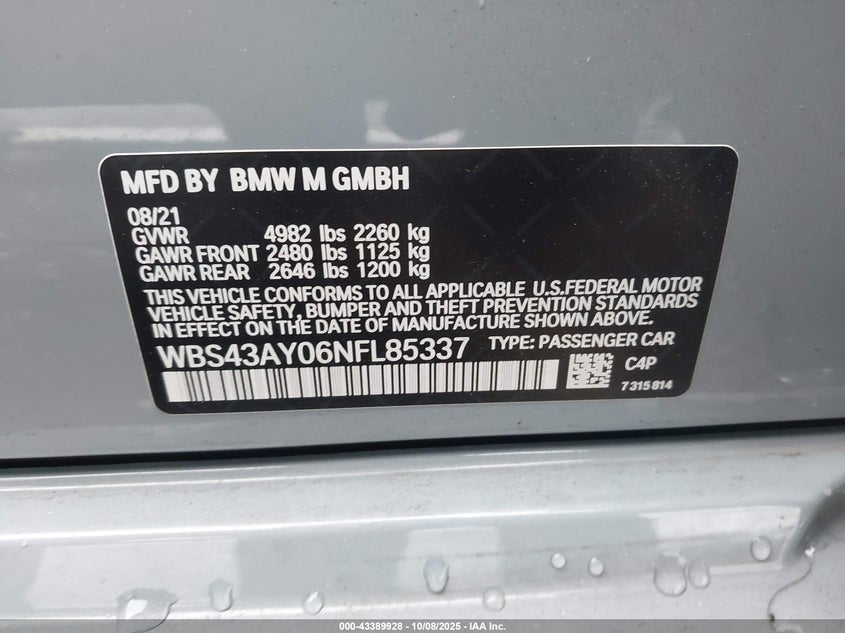 MFD BY BMW M GMBH
08/21
GVWR 4982 lbs 2260 kg
GAWR FRONT 2480 lbs 1125 kg
GAWR REAR 2646 lbs 1200 kg
THIS VEHICLE CONFORMS TO ALL APPLICABLE U.S.FEDERAL MOTOR
VEHICLE SAFETY, BUMPER AND THEFT PREVENTION STANDARDS
IN EFFECT ON THE DATE OF MANUFACTURE SHOWN ABOVE.
WBS43AY06NFL85337 TYPE: PASSENGER CAR
C4P
7 315 814
000-43389928 - 10/08/2025 - IAA Inc.